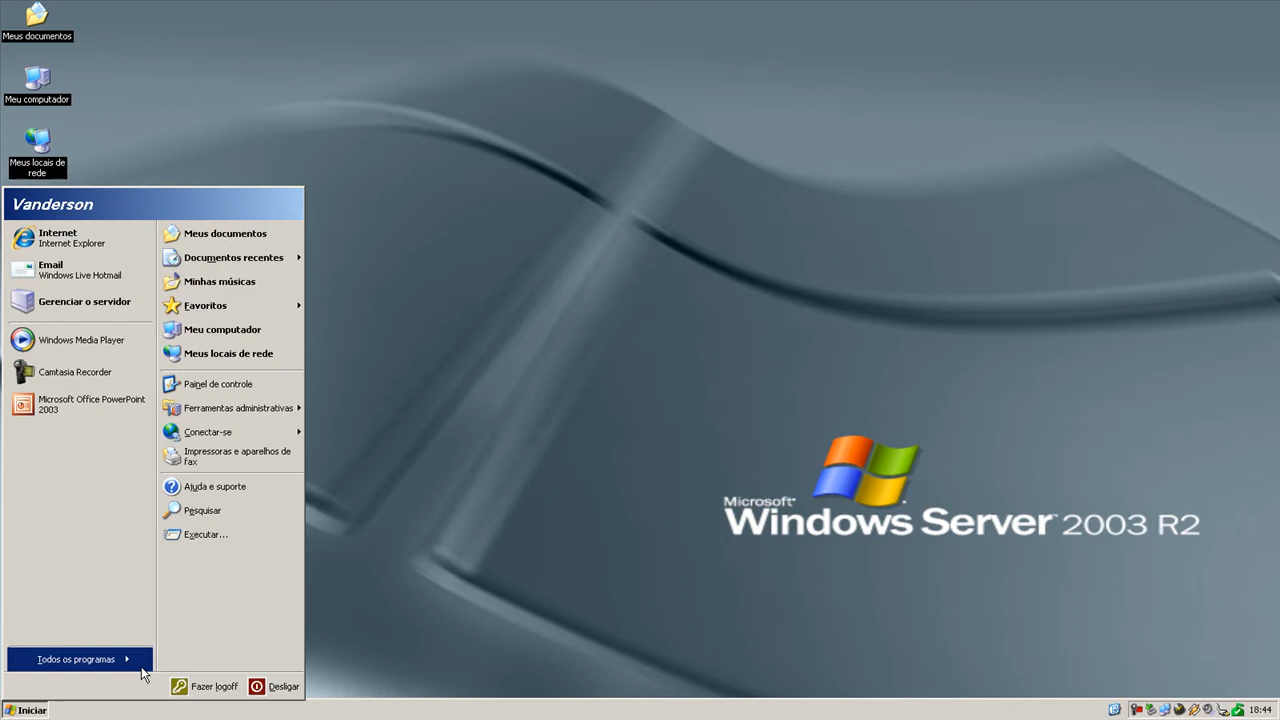 Meus documentos
Meu computador
Meus locais de
rede
Vanderson
Internet
Internet Explorer
Email
Windows Live Hotmail
Gerenciar o servidor
Windows Media Player
Camtasia Recorder
Microsoft Office PowerPoint
2003
Todos os programas
Meus documentos
Documentos recentes
Minhas músicas
Favoritos
Meu computador
Meus locais de rede
Painel de controle
Ferramentas administrativas
Conectar-se
Impressoras e aparelhos de
fax
Ajuda e suporte
Pesquisar
Executar...
Fazer logoff
Desligar
Microsoft
Windows Server 2003 R2
Iniciar
18:44